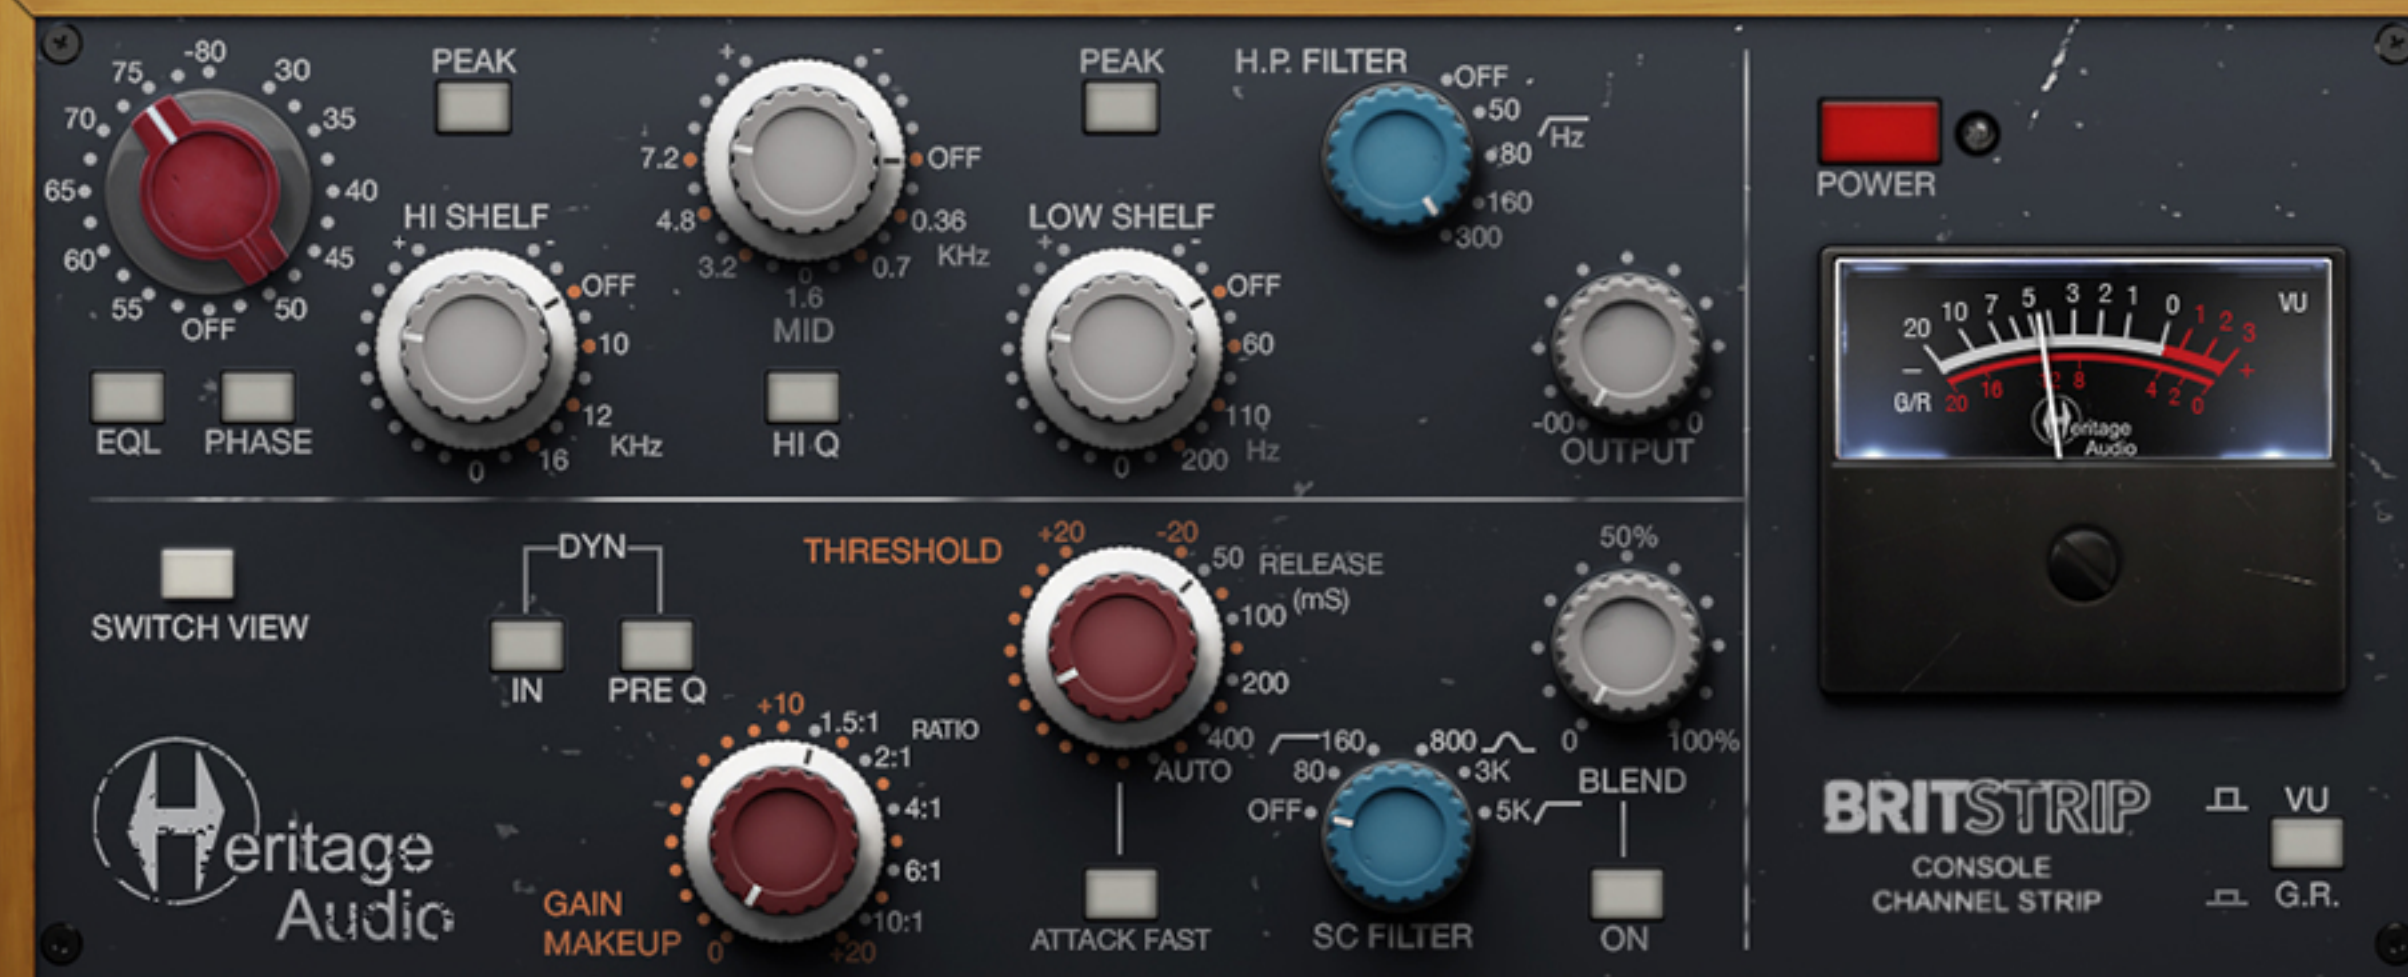 -80
75
30
70
35
65
40
60
45
55
50
OFF
EQL
PHASE
PEAK
HI SHELF
+ -
OFF
10
12
KHz
16
0
+ -
7.2
OFF
4.8
0.36
KHz
3.2
0.7
0
1.6
MID
HI Q
PEAK
LOW SHELF
+ -
OFF
60
110
Hz
200
0
H.P. FILTER
OFF
50
Hz
80
160
300
-00
0
OUTPUT
POWER
20 10 7 5 3 2 1 0 1 2 3
VU
- +
G/R
20 16 12 8 4 2 0
Heritage
Audio
SWITCH VIEW
DYN
IN
PRE Q
THRESHOLD
+20
-20
50
RELEASE
(mS)
100
200
400
AUTO
ATTACK FAST
+10
1.5:1
RATIO
2:1
4:1
6:1
10:1
+20
0
GAIN
MAKEUP
160
800
80
3K
OFF
5K
SC FILTER
50%
0
100%
BLEND
ON
Heritage
Audio
BRITSTRIP
CONSOLE
CHANNEL STRIP
VU
G.R.